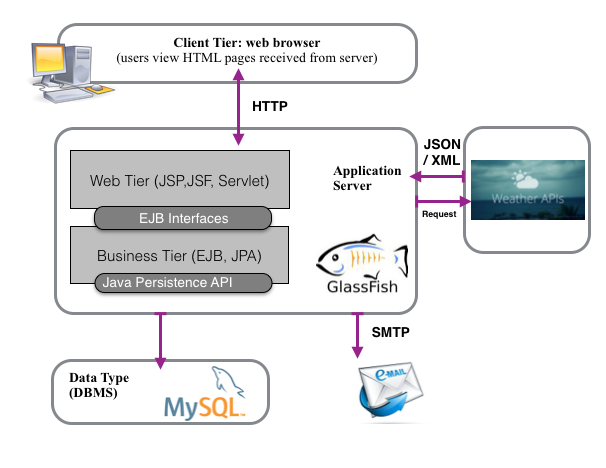 Client Tier: web browser
(users view HTML pages received from server)
HTTP
JSON
/ XML
Web Tier (JSP,JSF, Servlet)
Application
Server
Weather APIs
Request
EJB Interfaces
Business Tier (EJB, JPA)
Java Persistence API
GlassFish
SMTP
Data Type
(DBMS)
MySQL™
e-MAIL